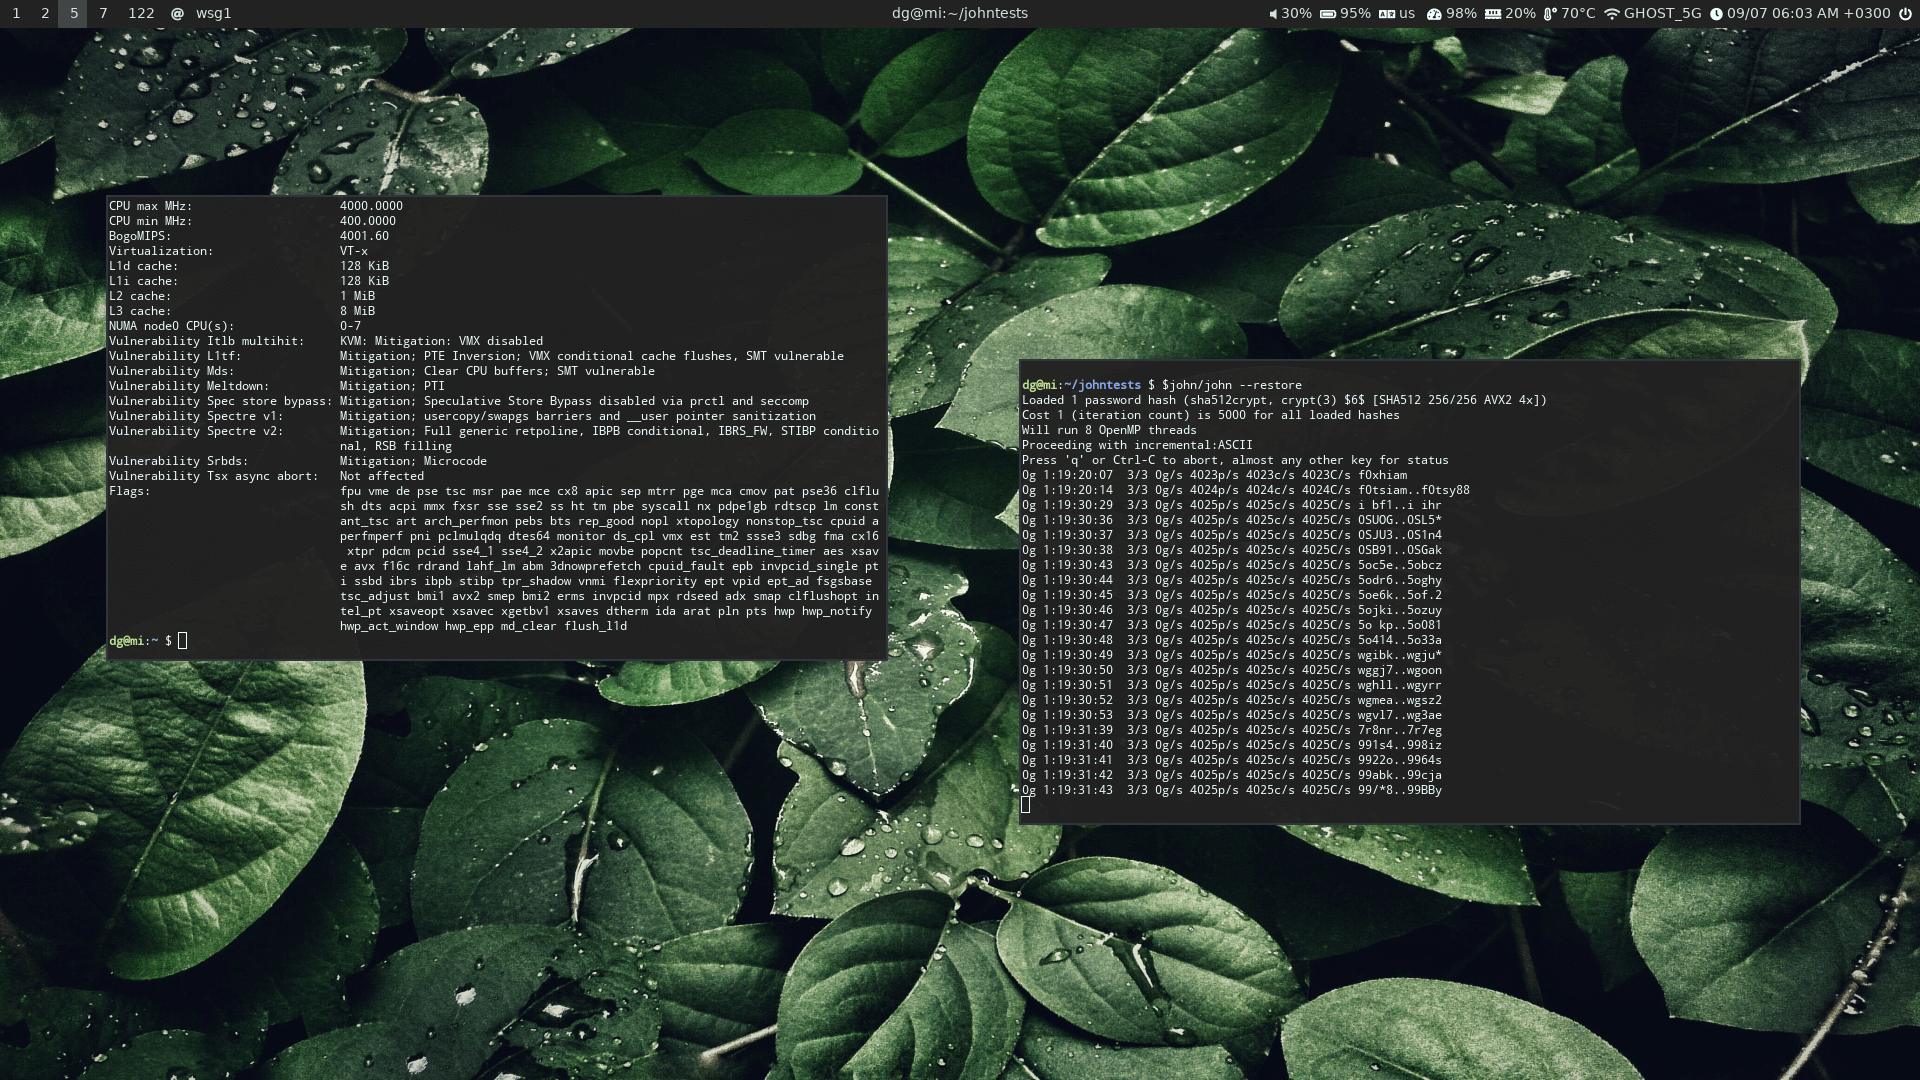 1 2 5 7 122 @ wsg1 dg@mi:~/johntests 30% 95% us 98% 20% 70°C GHOST_5G 09/07 06:03 AM +0300
CPU max MHz: 4000.0000
CPU min MHz: 400.0000
BogoMIPS: 4001.60
Virtualization: VT-x
L1d cache: 128 KiB
L1i cache: 128 KiB
L2 cache: 1 MiB
L3 cache: 8 MiB
NUMA node0 CPU(s): 0-7
Vulnerability Itlb multihit: KVM: Mitigation: VMX disabled
Vulnerability L1tf: Mitigation; PTE Inversion; VMX conditional cache flushes, SMT vulnerable
Vulnerability Mds: Mitigation; Clear CPU buffers; SMT vulnerable
Vulnerability Meltdown: Mitigation; PTI
Vulnerability Spec store bypass: Mitigation; Speculative Store Bypass disabled via prctl and seccomp
Vulnerability Spectre v1: Mitigation; usercopy/swapgs barriers and __user pointer sanitization
Vulnerability Spectre v2: Mitigation; Full generic retpoline, IBPB conditional, IBRS_FW, STIBP conditio
nal, RSB filling
Vulnerability Srbds: Mitigation; Microcode
Vulnerability Tsx async abort: Not affected
Flags: fpu vme de pse tsc msr pae mce cx8 apic sep mtrr pge mca cmov pat pse36 clflu
sh dts acpi mmx fxsr sse sse2 ss ht tm pbe syscall nx pdpe1gb rdtscp lm const
ant_tsc art arch_perfmon pebs bts rep_good nopl xtopology nonstop_tsc cpuid a
perfmperf pni pclmulqdq dtes64 monitor ds_cpl vmx est tm2 ssse3 sdbg fma cx16
xtpr pdcm pcid sse4_1 sse4_2 x2apic movbe popcnt tsc_deadline_timer aes xsav
e avx f16c rdrand lahf_lm abm 3dnowprefetch cpuid_fault epb invpcid_single pt
i ssbd ibrs ibpb stibp tpr_shadow vnmi flexpriority ept vpid ept_ad fsgsbase
tsc_adjust bmi1 avx2 smep bmi2 erms invpcid mpx rdseed adx smap clflushopt in
tel_pt xsaveopt xsavec xgetbv1 xsaves dtherm ida arat pln pts hwp hwp_notify
hwp_act_window hwp_epp md_clear flush_l1d
dg@mi:~ $
dg@mi:~/johntests $ $john/john --restore
Loaded 1 password hash (sha512crypt, crypt(3) $6$ [SHA512 256/256 AVX2 4x])
Cost 1 (iteration count) is 5000 for all loaded hashes
Will run 8 OpenMP threads
Proceeding with incremental:ASCII
Press 'q' or Ctrl-C to abort, almost any other key for status
0g 1:19:20:07 3/3 0g/s 4023p/s 4023c/s 4023C/s f0xhiam
0g 1:19:20:14 3/3 0g/s 4024p/s 4024c/s 4024C/s f0tsiam..f0tsy88
0g 1:19:30:29 3/3 0g/s 4025p/s 4025c/s 4025C/s i bf1..i ihr
0g 1:19:30:36 3/3 0g/s 4025p/s 4025c/s 4025C/s OSUOG..OSL5*
0g 1:19:30:37 3/3 0g/s 4025p/s 4025c/s 4025C/s OSJU3..OS1n4
0g 1:19:30:38 3/3 0g/s 4025p/s 4025c/s 4025C/s OSB91..OSGak
0g 1:19:30:43 3/3 0g/s 4025p/s 4025c/s 4025C/s 5oc5e..5obcz
0g 1:19:30:44 3/3 0g/s 4025p/s 4025c/s 4025C/s 5odr6..5oghy
0g 1:19:30:45 3/3 0g/s 4025p/s 4025c/s 4025C/s 5oe6k..5of.2
0g 1:19:30:46 3/3 0g/s 4025p/s 4025c/s 4025C/s 5ojki..5ozuy
0g 1:19:30:47 3/3 0g/s 4025p/s 4025c/s 4025C/s 5o kp..5o081
0g 1:19:30:48 3/3 0g/s 4025p/s 4025c/s 4025C/s 5o414..5o33a
0g 1:19:30:49 3/3 0g/s 4025p/s 4025c/s 4025C/s wgibk..wgju*
0g 1:19:30:50 3/3 0g/s 4025p/s 4025c/s 4025C/s wggj7..wgoon
0g 1:19:30:51 3/3 0g/s 4025p/s 4025c/s 4025C/s wghll..wgyrr
0g 1:19:30:52 3/3 0g/s 4025p/s 4025c/s 4025C/s wgmea..wgsz2
0g 1:19:30:53 3/3 0g/s 4025p/s 4025c/s 4025C/s wgvl7..wg3ae
0g 1:19:31:39 3/3 0g/s 4025p/s 4025c/s 4025C/s 7r8nr..7r7eg
0g 1:19:31:40 3/3 0g/s 4025p/s 4025c/s 4025C/s 991s4..998iz
0g 1:19:31:41 3/3 0g/s 4025p/s 4025c/s 4025C/s 9922o..9964s
0g 1:19:31:42 3/3 0g/s 4025p/s 4025c/s 4025C/s 99abk..99cja
0g 1:19:31:43 3/3 0g/s 4025p/s 4025c/s 4025C/s 99/*8..99BBy